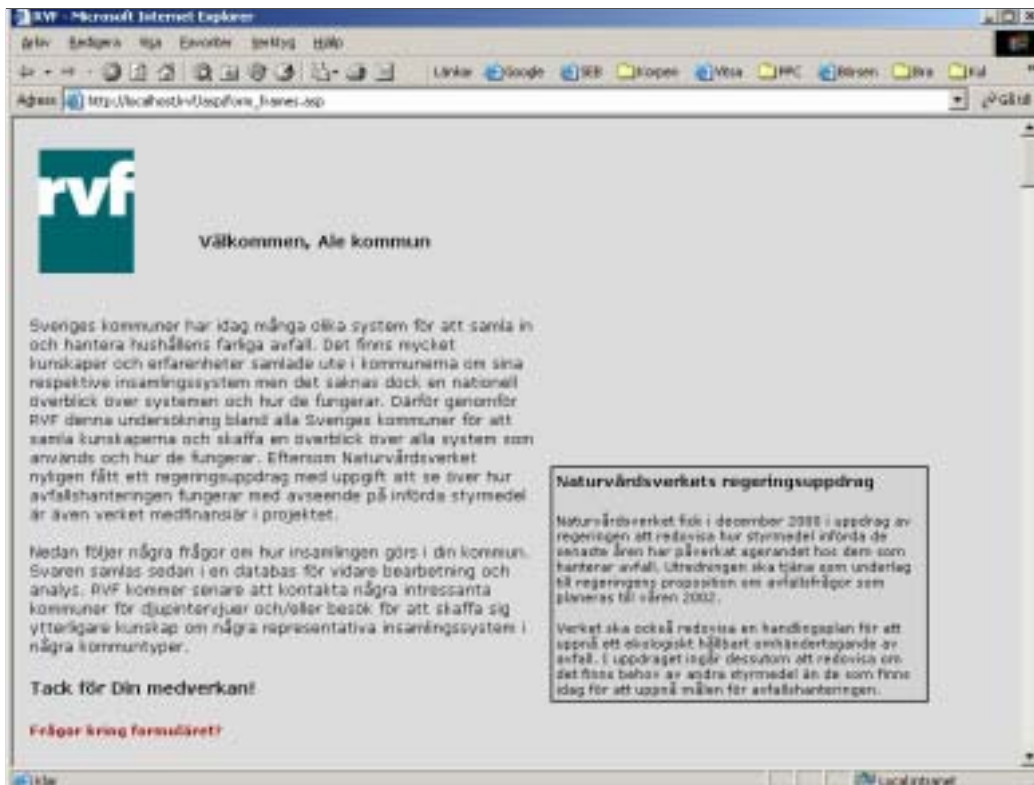 RVF - Microsoft Internet Explorer
Arkiv Redigera Visa Favoriter Verktyg Hjälp
Länkar Google SEB Korpen Vitsa PPC Börsen Bra Kul
Adress http://localhost/rvf/asp/form_frames.asp Gå till
rvf
Välkommen, Ale kommun
Sveriges kommuner har idag många olika system för att samla in
och hantera hushållens farliga avfall. Det finns mycket
kunskaper och erfarenheter samlade ute i kommunerna om sina
respektive insamlingssystem men det saknas dock en nationell
överblick över systemen och hur de fungerar. Därför genomför
RVF denna undersökning bland alla Sveriges kommuner för att
samla kunskaperna och skaffa en överblick över alla system som
används och hur de fungerar. Eftersom Naturvårdsverket
nyligen fått ett regeringsuppdrag med uppgift att se över hur
avfallshanteringen fungerar med avseende på införda styrmedel
är även verket medfinansiär i projektet.
Nedan följer några frågor om hur insamlingen görs i din kommun.
Svaren samlas sedan i en databas för vidare bearbetning och
analys. RVF kommer senare att kontakta några intressanta
kommuner för djupintervjuer och/eller besök för att skaffa sig
ytterligare kunskap om några representativa insamlingssystem i
några kommuntyper.
Tack för Din medverkan!
Frågor kring formuläret?
Naturvårdsverkets regeringsuppdrag
Naturvårdsverket fick i december 2000 i uppdrag av
regeringen att redovisa hur styrmedel införda de
senaste åren har påverkat agerandet hos dem som
hanterar avfall. Utredningen ska tjäna som underlag
till regeringens proposition om avfallsfrågor som
planeras till våren 2002.
Verket ska också redovisa en handlingsplan för att
uppnå ett ekologiskt hållbart omhändertagande av
avfall. I uppdraget ingår dessutom att redovisa om
det finns behov av andra styrmedel än de som finns
idag för att uppnå målen för avfallshanteringen.
Klar Local intranet